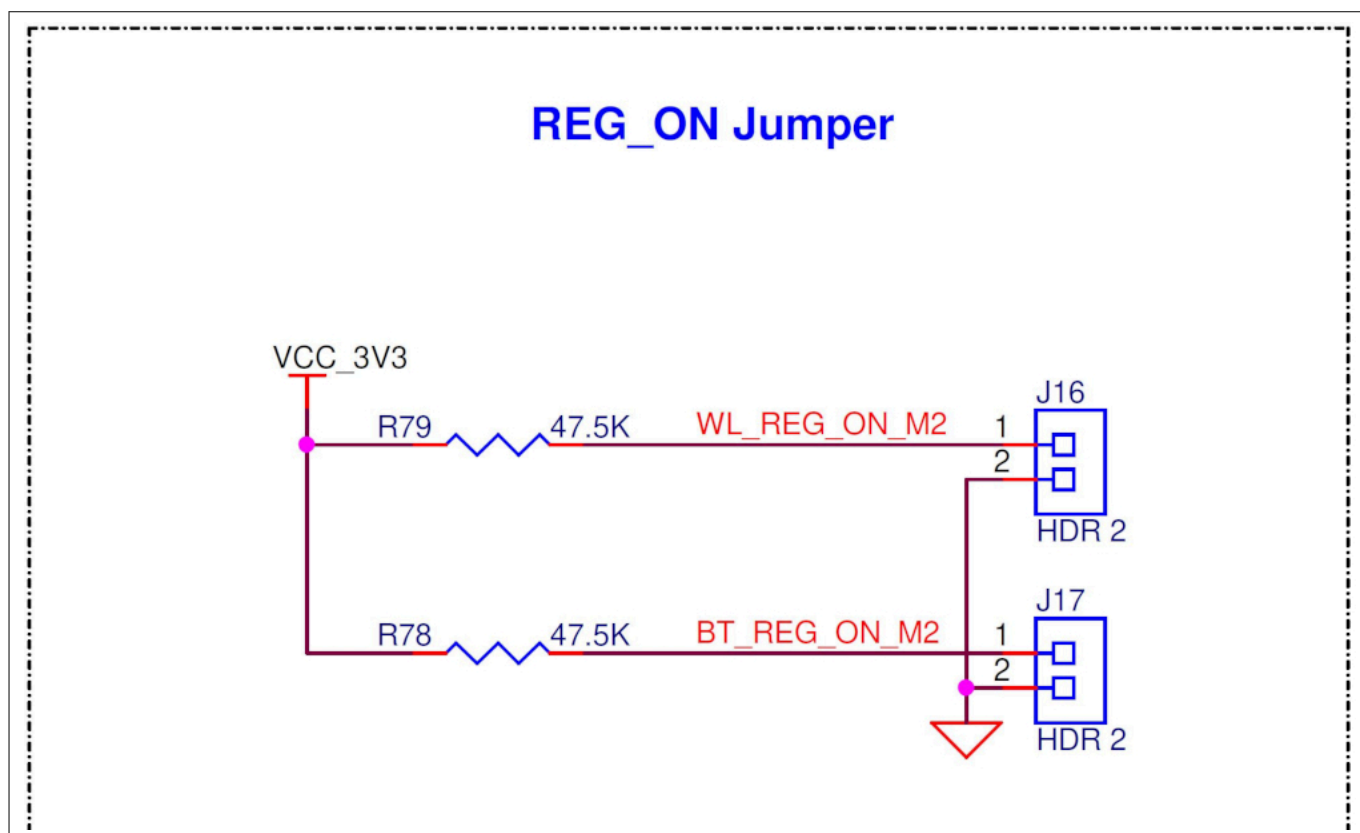 REG_ON Jumper
VCC_3V3
J16
R79 47.5K WL_REG_ON_M2 1
2
HDR 2
J17
R78 47.5K BT_REG_ON_M2 1
2
HDR 2